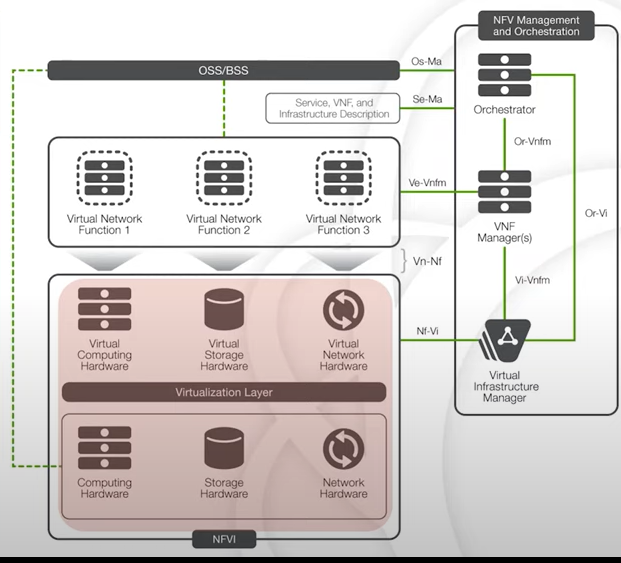 NFV Management
and Orchestration
OSS/BSS
Os-Ma
Se-Ma
Service, VNF, and
Infrastructure Description
Orchestrator
Or-Vnfm
Virtual Network
Function 1
Virtual Network
Function 2
Virtual Network
Function 3
Ve-Vnfm
VNF
Manager(s)
Or-Vi
Vn-Nf
Vi-Vnfm
Virtual
Computing
Hardware
Virtual
Storage
Hardware
Virtual
Network
Hardware
Nf-Vi
Virtual
Infrastructure
Manager
Virtualization Layer
Computing
Hardware
Storage
Hardware
Network
Hardware
NFVI